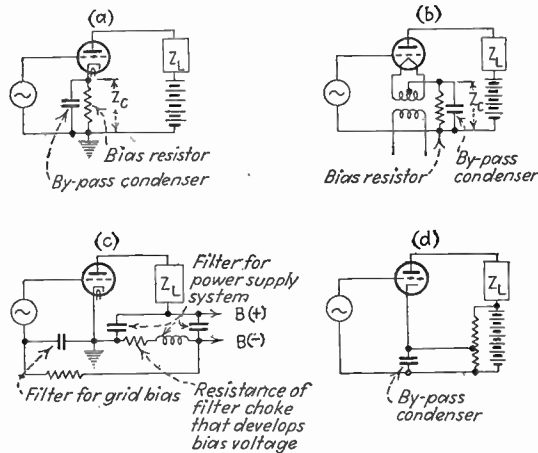 (a)
Z_L
Z_C
Bias resistor
By-pass condenser
(b)
Z_L
Z_C
Bias resistor
By-pass
condenser
(c)
Z_L
Filter for
power supply
system
B(+)
B(-)
Filter for grid bias
Resistance of
filter choke
that develops
bias voltage
(d)
Z_L
By-pass
condenser